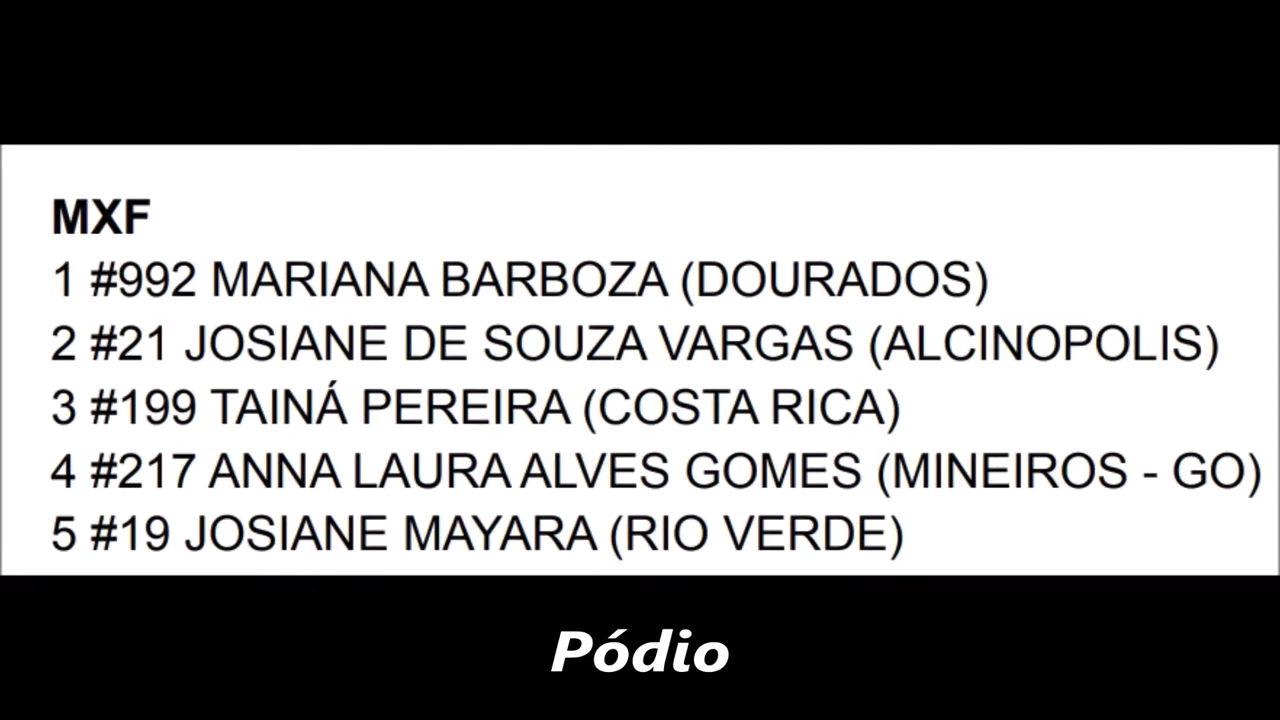 MXF
1 #992 MARIANA BARBOZA (DOURADOS)
2 #21 JOSIANE DE SOUZA VARGAS (ALCINOPOLIS)
3 #199 TAINÁ PEREIRA (COSTA RICA)
4 #217 ANNA LAURA ALVES GOMES (MINEIROS - GO)
5 #19 JOSIANE MAYARA (RIO VERDE)
Pódio